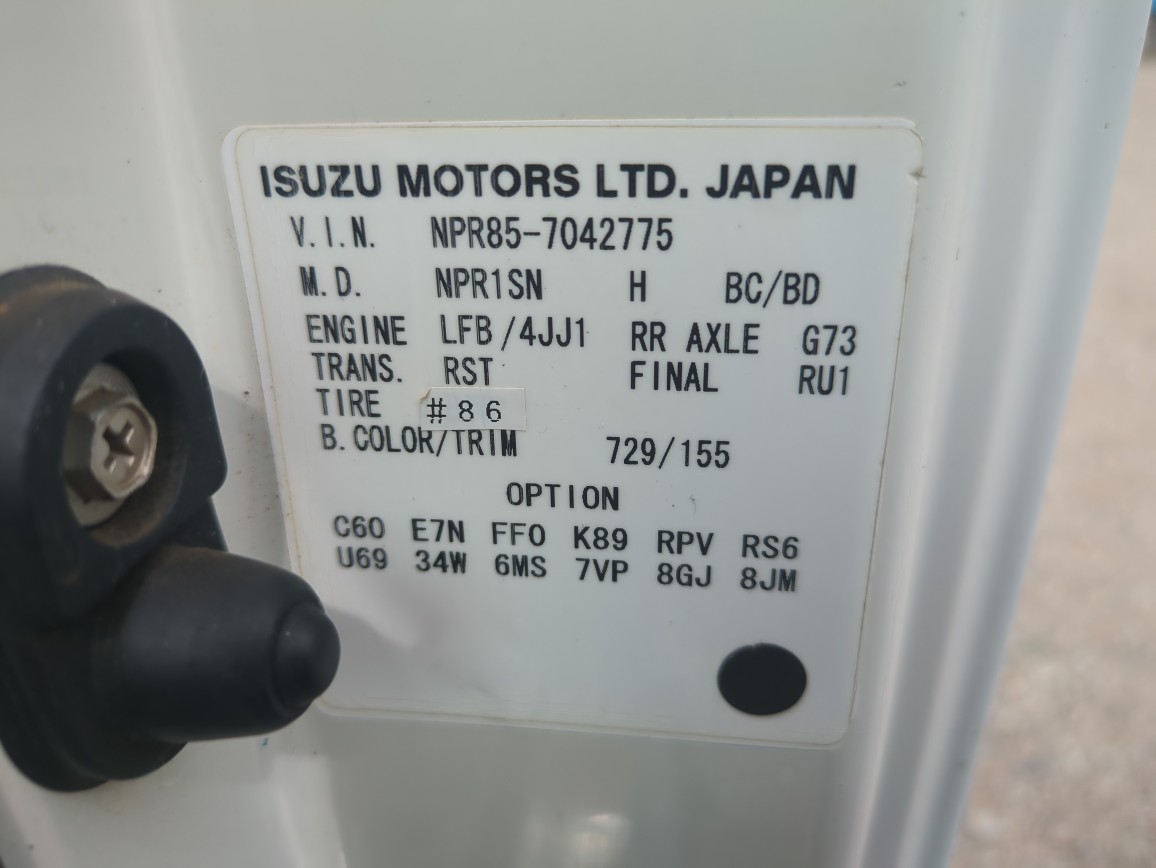 ISUZU MOTORS LTD. JAPAN
V.I.N. NPR85-7042775
M.D. NPR1SN H BC/BD
ENGINE LFB/4JJ1 RR AXLE G73
TRANS. RST FINAL RU1
TIRE #86
B.COLOR/TRIM 729/155
OPTION
C60 E7N FF0 K89 RPV RS6
U69 34W 6MS 7VP 8GJ 8JM